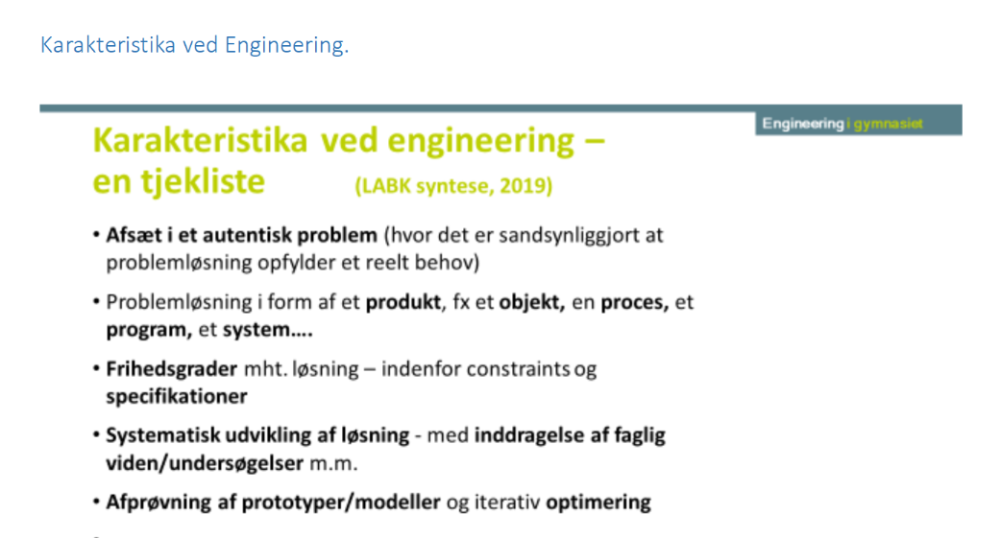 Karakteristika ved Engineering.
Engineering i gymnasiet
Karakteristika ved engineering –
en tjekliste (LABK syntese, 2019)
• Afsæt i et autentisk problem (hvor det er sandsynliggjort at
problemløsning opfylder et reelt behov)
• Problemløsning i form af et produkt, fx et objekt, en proces, et
program, et system....
• Frihedsgrader mht. løsning – indenfor constraints og
specifikationer
• Systematisk udvikling af løsning - med inddragelse af faglig
viden/undersøgelser m.m.
• Afprøvning af prototyper/modeller og iterativ optimering